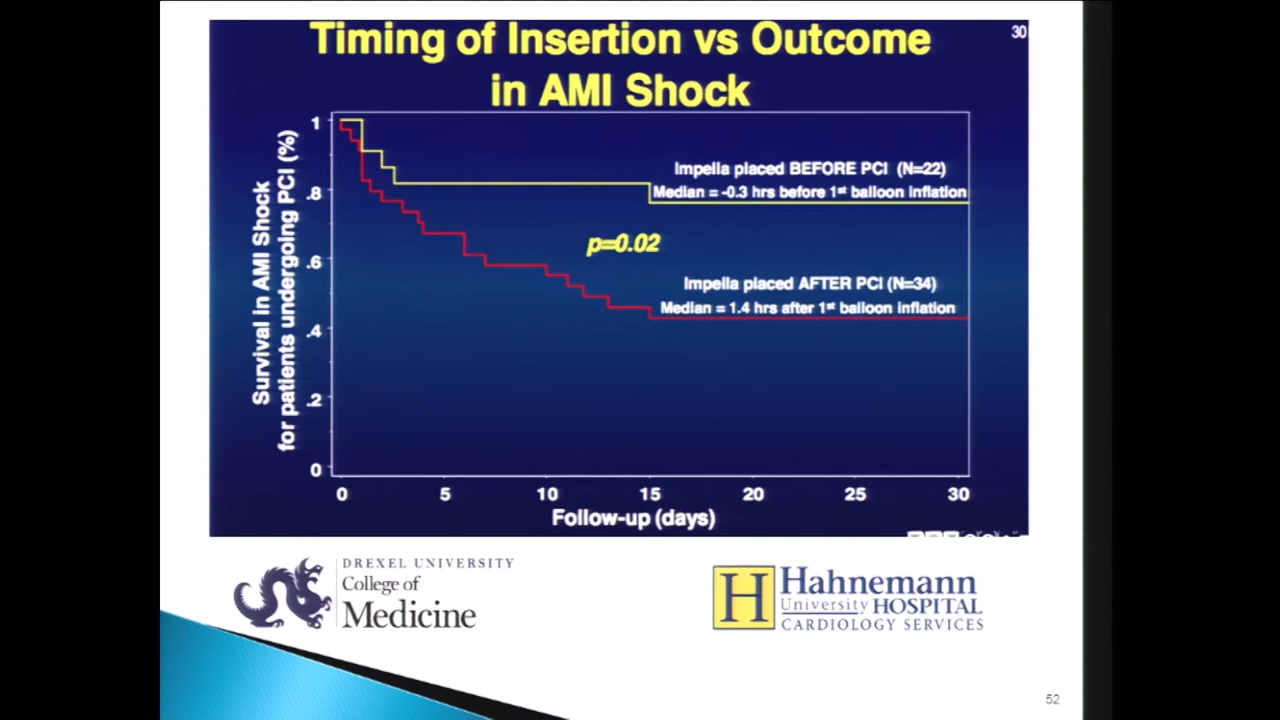 Timing of Insertion vs Outcome
in AMI Shock
30
Survival in AMI Shock
for patients undergoing PCI (%)
1
.8
.6
.4
.2
0
Impella placed BEFORE PCI (N=22)
Median = -0.3 hrs before 1st balloon inflation
p=0.02
Impella placed AFTER PCI (N=34)
Median = 1.4 hrs after 1st balloon inflation
0 5 10 15 20 25 30
Follow-up (days)
DREXEL UNIVERSITY
College of
Medicine
H
Hahnemann
University HOSPITAL
CARDIOLOGY SERVICES
52